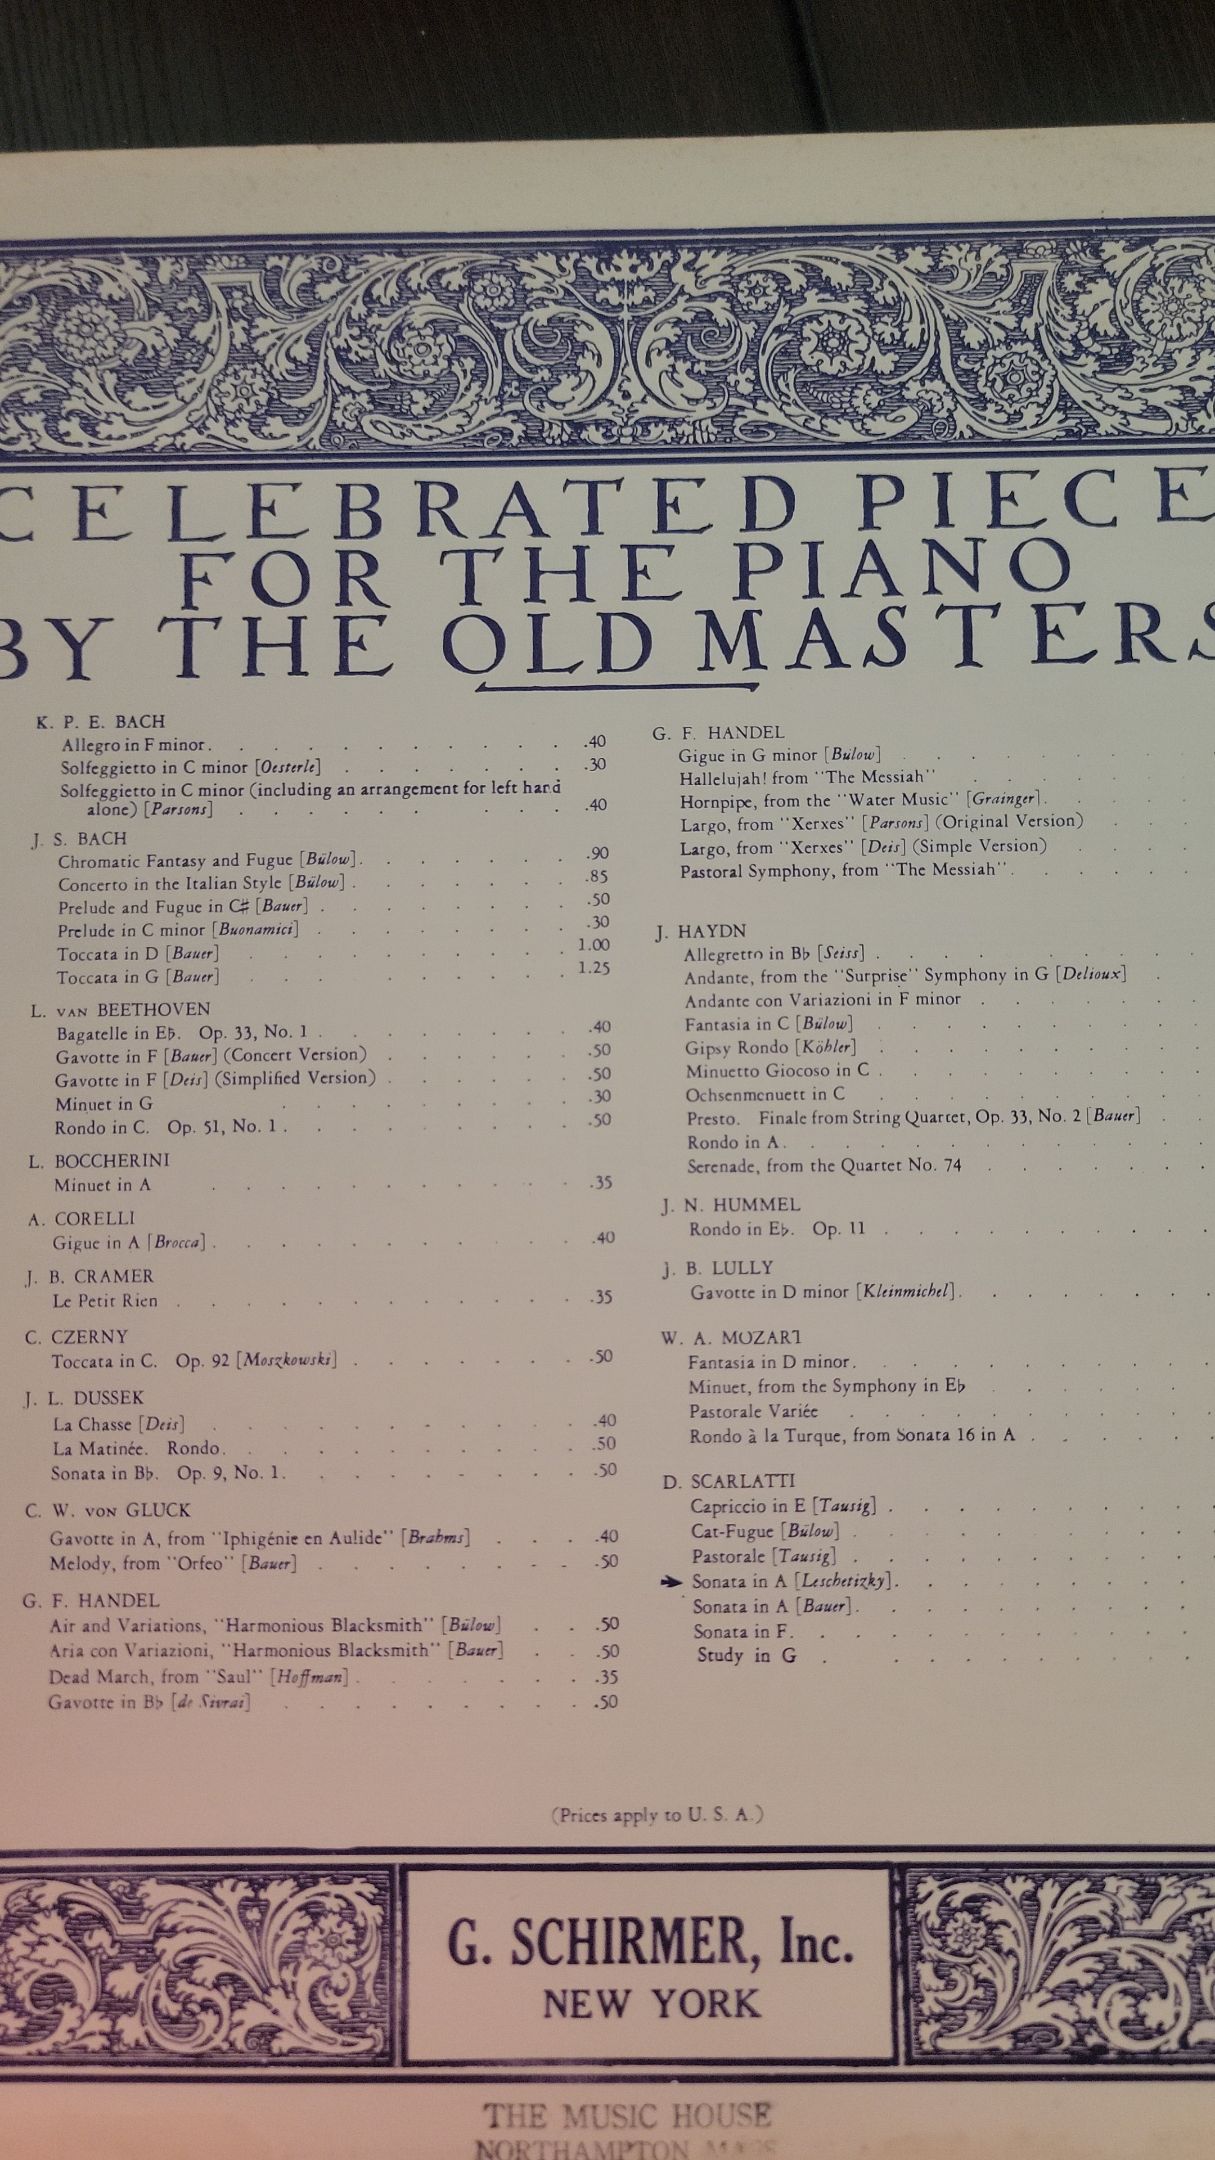 CELEBRATED PIECE
FOR THE PIANO
BY THE OLD MASTERS
K. P. E. BACH
Allegro in F minor . . . . . . . . . . . .40
Solfeggietto in C minor [Oesterle] . . . . . . . .30
Solfeggietto in C minor (including an arrangement for left hand
alone) [Parsons] . . . . . . . . . .40
J. S. BACH
Chromatic Fantasy and Fugue [Bülow] . . . . . . . .90
Concerto in the Italian Style [Bülow] . . . . . . . .85
Prelude and Fugue in C♯ [Bauer] . . . . . . . .50
Prelude in C minor [Buonamici] . . . . . . . .30
Toccata in D [Bauer] . . . . . . . . . 1.00
Toccata in G [Bauer] . . . . . . . . . 1.25
L. VAN BEETHOVEN
Bagatelle in E♭. Op. 33, No. 1 . . . . . . . .40
Gavotte in F [Bauer] (Concert Version) . . . . . . .50
Gavotte in F [Deis] (Simplified Version) . . . . . . .50
Minuet in G . . . . . . . . . .30
Rondo in C. Op. 51, No. 1 . . . . . . . . .50
L. BOCCHERINI
Minuet in A . . . . . . . . . . . .35
A. CORELLI
Gigue in A [Brocca] . . . . . . . . . . .40
J. B. CRAMER
Le Petit Rien . . . . . . . . . . . .35
C. CZERNY
Toccata in C. Op. 92 [Moszkowski] . . . . . . . .50
J. L. DUSSEK
La Chasse [Deis] . . . . . . . . . . .40
La Matinée. Rondo . . . . . . . . . . .50
Sonata in B♭. Op. 9, No. 1 . . . . . . . . .50
C. W. VON GLUCK
Gavotte in A, from "Iphigénie en Aulide" [Brahms] . . . .40
Melody, from "Orfeo" [Bauer] . . . . . . . . .50
G. F. HANDEL
Air and Variations, "Harmonious Blacksmith" [Bülow] . . .50
Aria con Variazioni, "Harmonious Blacksmith" [Bauer] . . .50
Dead March, from "Saul" [Hoffman] . . . . . . . .35
Gavotte in B♭ [de Sivrai] . . . . . . . . . .50
G. F. HANDEL
Gigue in G minor [Bülow] . . . . . . . . .
Hallelujah! from "The Messiah" . . . . . . .
Hornpipe, from the "Water Music" [Grainger] . . . . .
Largo, from "Xerxes" [Parsons] (Original Version) . . .
Largo, from "Xerxes" [Deis] (Simple Version) . . . .
Pastoral Symphony, from "The Messiah" . . . . . .
J. HAYDN
Allegretto in B♭ [Seiss] . . . . . . . . . .
Andante, from the "Surprise" Symphony in G [Delioux] . .
Andante con Variazioni in F minor . . . . . . .
Fantasia in C [Bülow] . . . . . . . . . .
Gipsy Rondo [Köhler] . . . . . . . . . .
Minuetto Giocoso in C . . . . . . . . . .
Ochsenmenuett in C . . . . . . . . . .
Presto. Finale from String Quartet, Op. 33, No. 2 [Bauer] . .
Rondo in A . . . . . . . . . . . . .
Serenade, from the Quartet No. 74 . . . . . . .
J. N. HUMMEL
Rondo in E♭. Op. 11 . . . . . . . . . .
J. B. LULLY
Gavotte in D minor [Kleinmichel] . . . . . . . .
W. A. MOZART
Fantasia in D minor . . . . . . . . . . .
Minuet, from the Symphony in E♭ . . . . . . .
Pastorale Variée . . . . . . . . . . .
Rondo à la Turque, from Sonata 16 in A . . . . . .
D. SCARLATTI
Capriccio in E [Tausig] . . . . . . . . . .
Cat-Fugue [Bülow] . . . . . . . . . . .
Pastorale [Tausig] . . . . . . . . . . .
➔ Sonata in A [Leschetizky] . . . . . . . . .
Sonata in A [Bauer] . . . . . . . . . .
Sonata in F . . . . . . . . . . . .
Study in G . . . . . . . . . .
(Prices apply to U. S. A.)
G. SCHIRMER, Inc.
NEW YORK
THE MUSIC HOUSE
NORTHAMPTON MASS